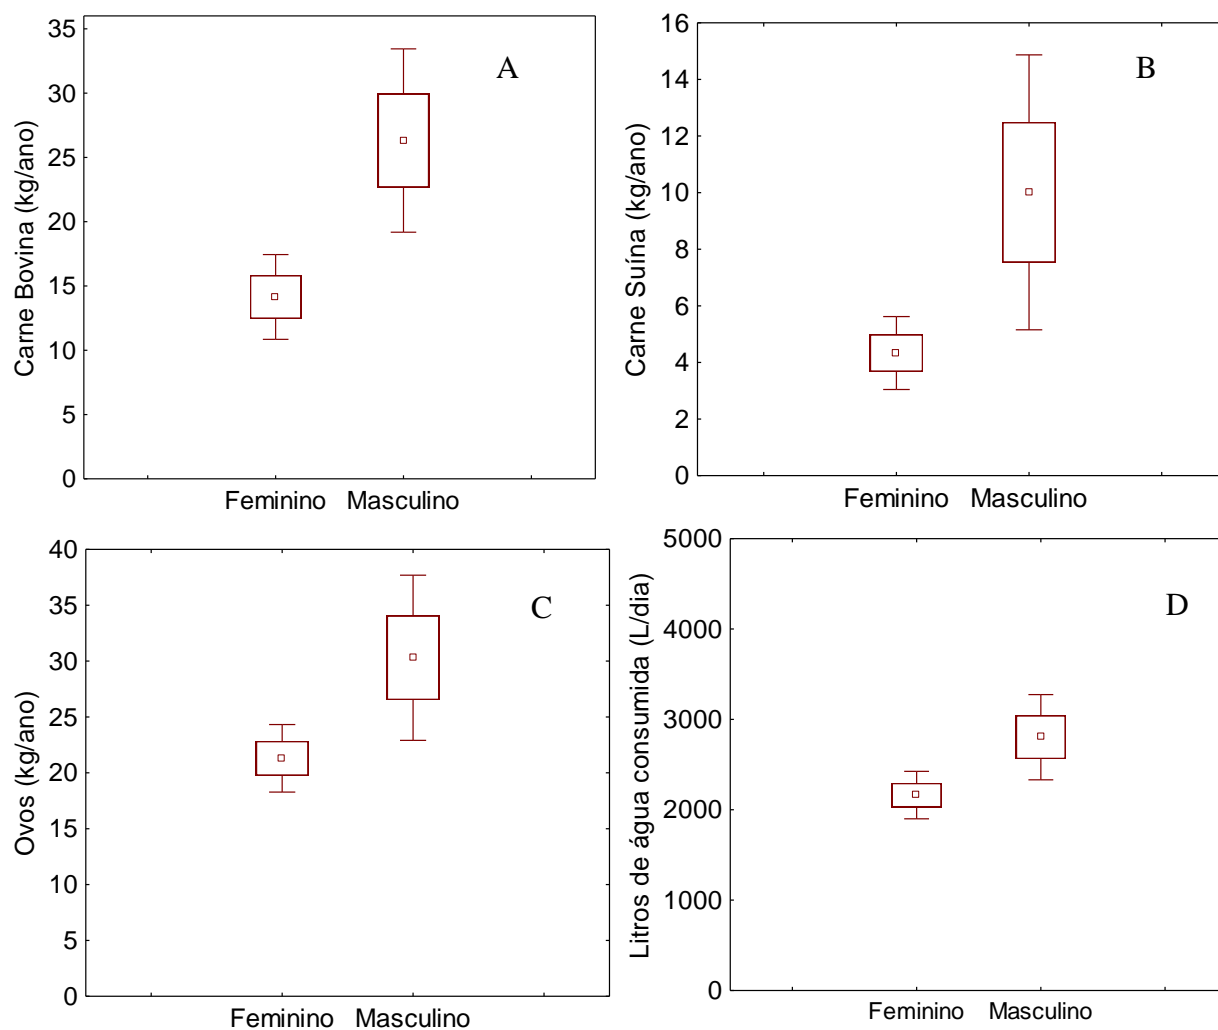 A
Carne Bovina (kg/ano)
35
30
25
20
15
10
5
0
Feminino Masculino
B
Carne Suína (kg/ano)
16
14
12
10
8
6
4
2
0
Feminino Masculino
C
Ovos (kg/ano)
40
35
30
25
20
15
10
5
0
Feminino Masculino
D
Litros de água consumida (L/dia)
5000
4000
3000
2000
1000
0
Feminino Masculino